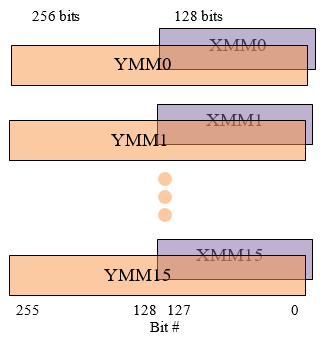 256 bits 128 bits
XMM0
YMM0
XMM1
YMM1
XMM15
YMM15
255 128 127 0
Bit #